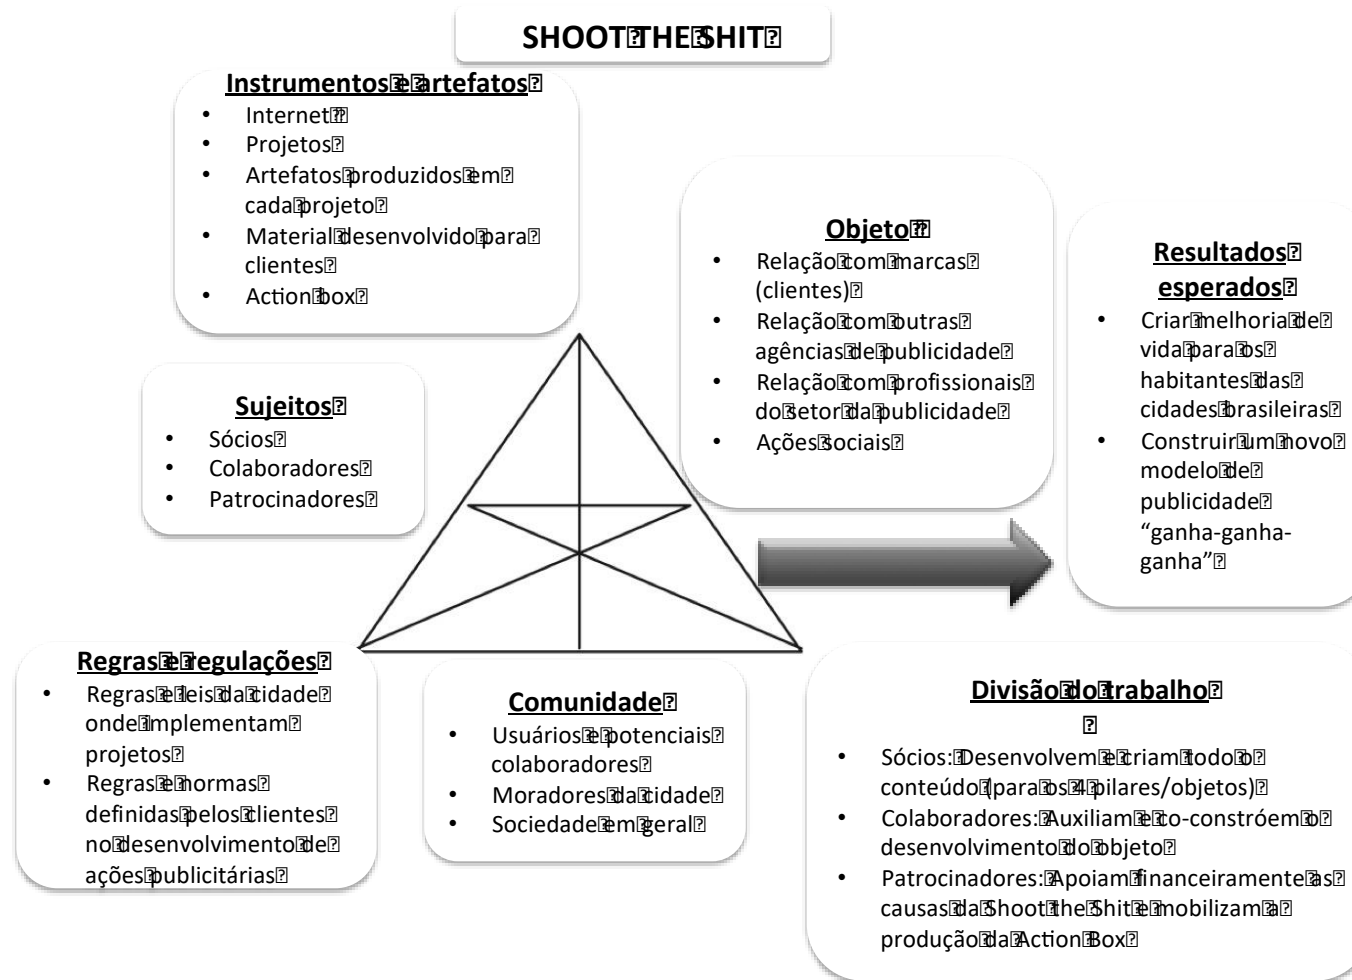 SHOOT THE SHIT
Instrumentos e artefatos
• Internet
• Projetos
• Artefatos produzidos em
cada projeto
• Material desenvolvido para
clientes
• Action box
Sujeitos
• Sócios
• Colaboradores
• Patrocinadores
Objeto
• Relação com marcas
(clientes)
• Relação com outras
agências de publicidade
• Relação com profissionais
do setor da publicidade
• Ações sociais
Resultados
esperados
• Criar melhoria de
vida para os
habitantes das
cidades brasileiras
• Construir um novo
modelo de
publicidade
“ganha-ganha-
ganha”
Regras e regulações
• Regras e leis da cidade
onde implementam
projetos
• Regras e normas
definidas pelos clientes
no desenvolvimento de
ações publicitárias
Comunidade
• Usuários e potenciais
colaboradores
• Moradores da cidade
• Sociedade em geral
Divisão do trabalho
• Sócios: Desenvolvem e criam todo o
conteúdo (para os 4 pilares/objetos)
• Colaboradores: Auxiliam e co-constróem o
desenvolvimento do objeto
• Patrocinadores: Apoiam financeiramente as
causas da Shoot the Shit e mobilizam a
produção da Action Box